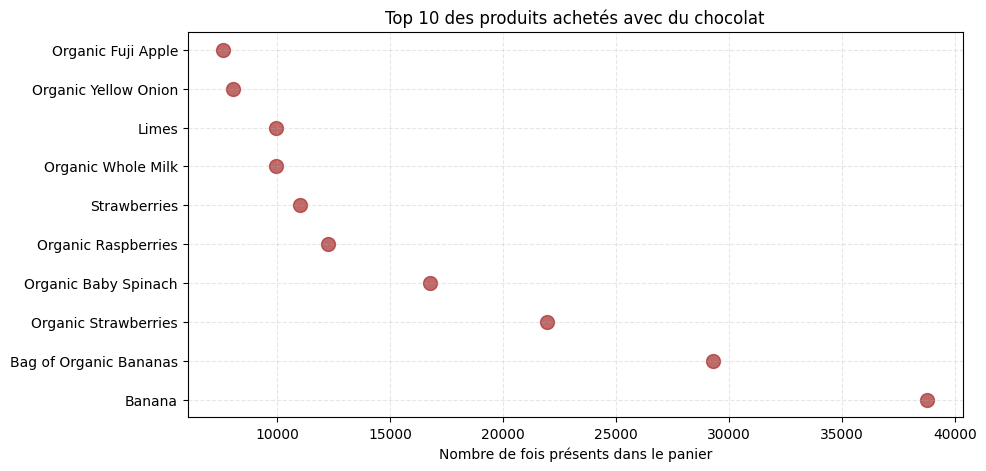 Top 10 des produits achetés avec du chocolat
Organic Fuji Apple
Organic Yellow Onion
Limes
Organic Whole Milk
Strawberries
Organic Raspberries
Organic Baby Spinach
Organic Strawberries
Bag of Organic Bananas
Banana
10000 15000 20000 25000 30000 35000 40000
Nombre de fois présents dans le panier